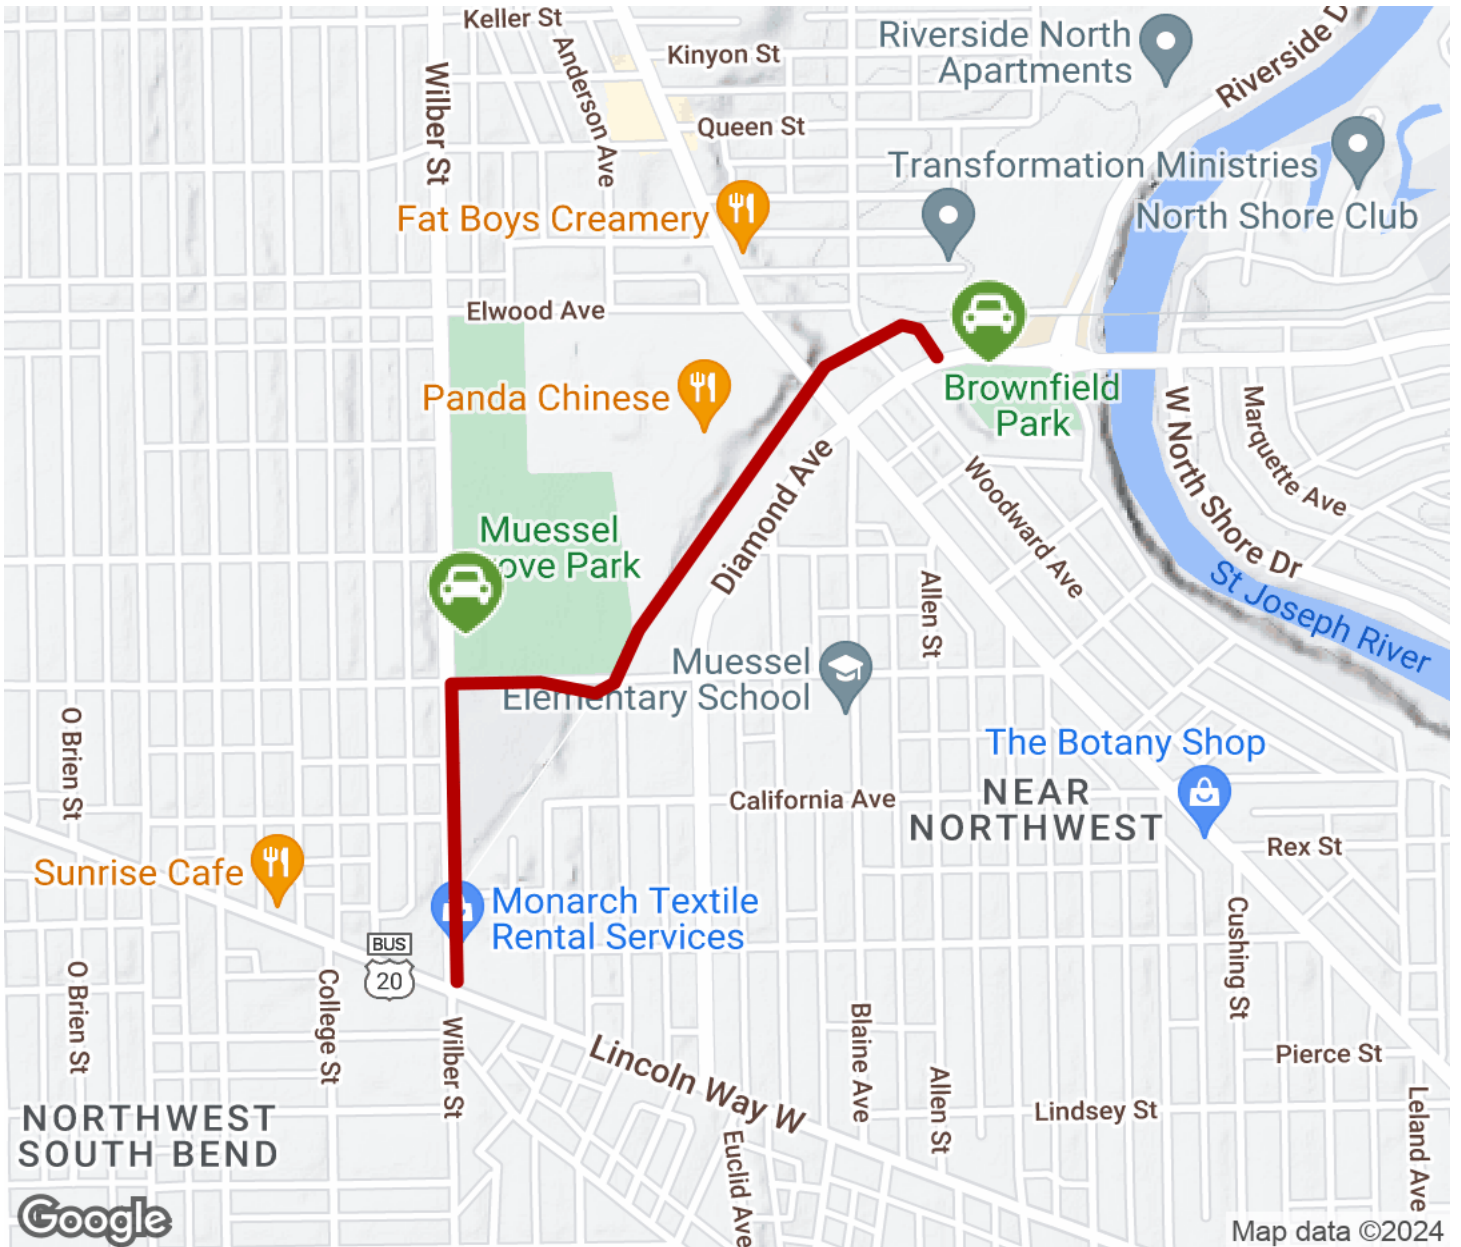 Keller St
Kinyon St
Riverside North
Apartments
Riverside D
Wilber St
Anderson Ave
Queen St
Transformation Ministries
North Shore Club
Fat Boys Creamery
Elwood Ave
Panda Chinese
Brownfield
Park
Marquette Ave
W North Shore Dr
Diamond Ave
Woodward Ave
Muessel
ove Park
Allen St
St Joseph River
Muessel
Elementary School
O Brien St
The Botany Shop
California Ave
NEAR
NORTHWEST
Rex St
Sunrise Cafe
Monarch Textile
Rental Services
BUS
20
Cushing St
O Brien St
College St
Wilber St
Lincoln Way W
Blaine Ave
Allen St
Pierce St
Lindsey St
Leland Ave
NORTHWEST
SOUTH BEND
Euclid Ave
Google
Map data ©2024